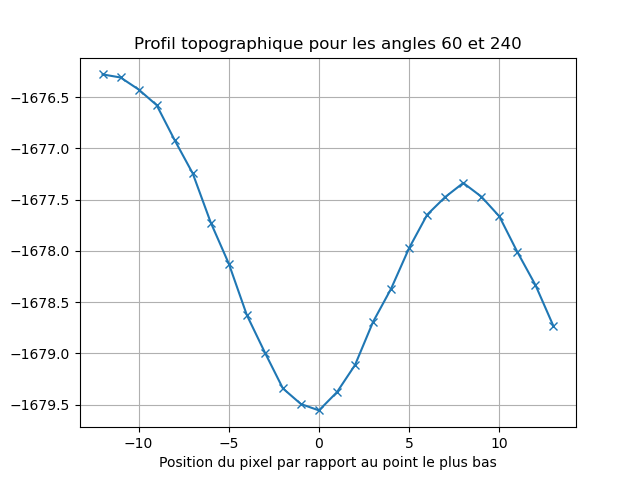 Profil topographique pour les angles 60 et 240
−1676.5
−1677.0
−1677.5
−1678.0
−1678.5
−1679.0
−1679.5
−10 −5 0 5 10
Position du pixel par rapport au point le plus bas